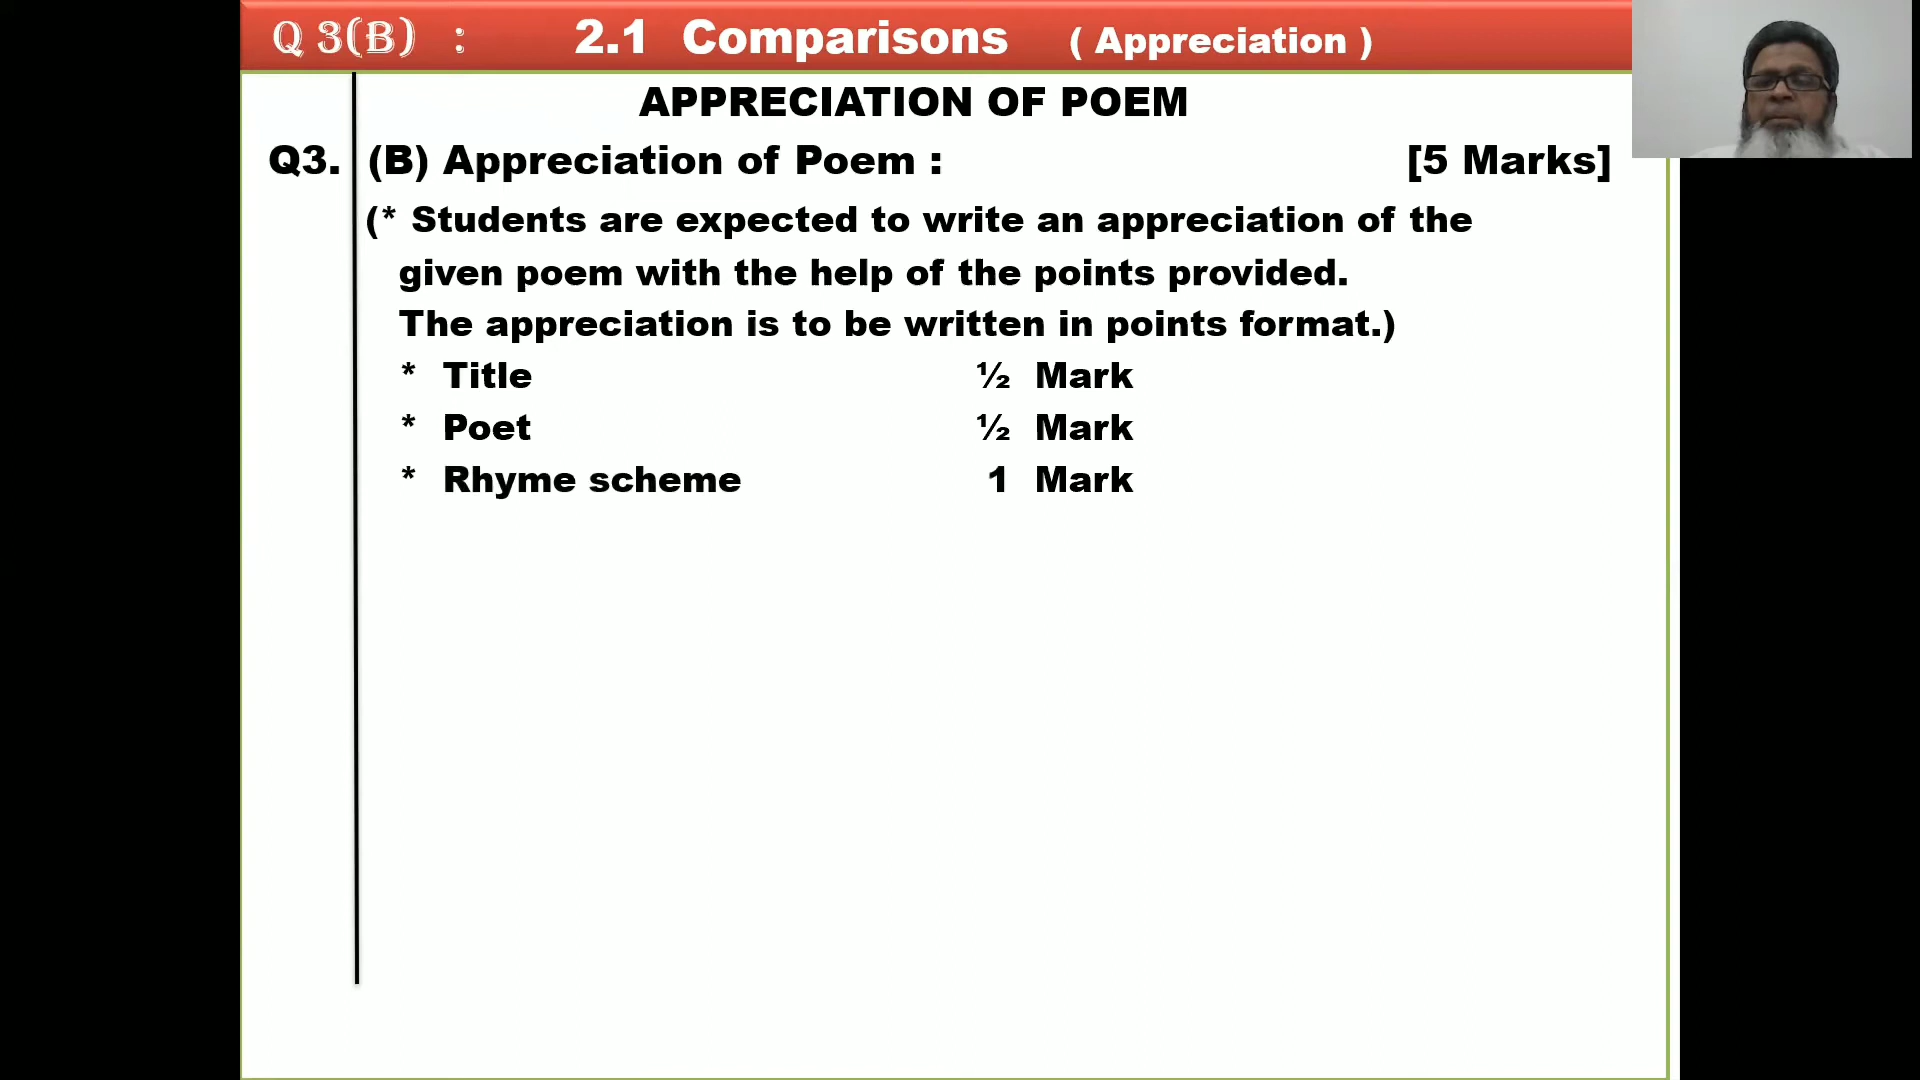 Q 3(B) : 2.1 Comparisons ( Appreciation )
APPRECIATION OF POEM
Q3. (B) Appreciation of Poem : [5 Marks]
(* Students are expected to write an appreciation of the
given poem with the help of the points provided.
The appreciation is to be written in points format.)
* Title ½ Mark
* Poet ½ Mark
* Rhyme scheme 1 Mark